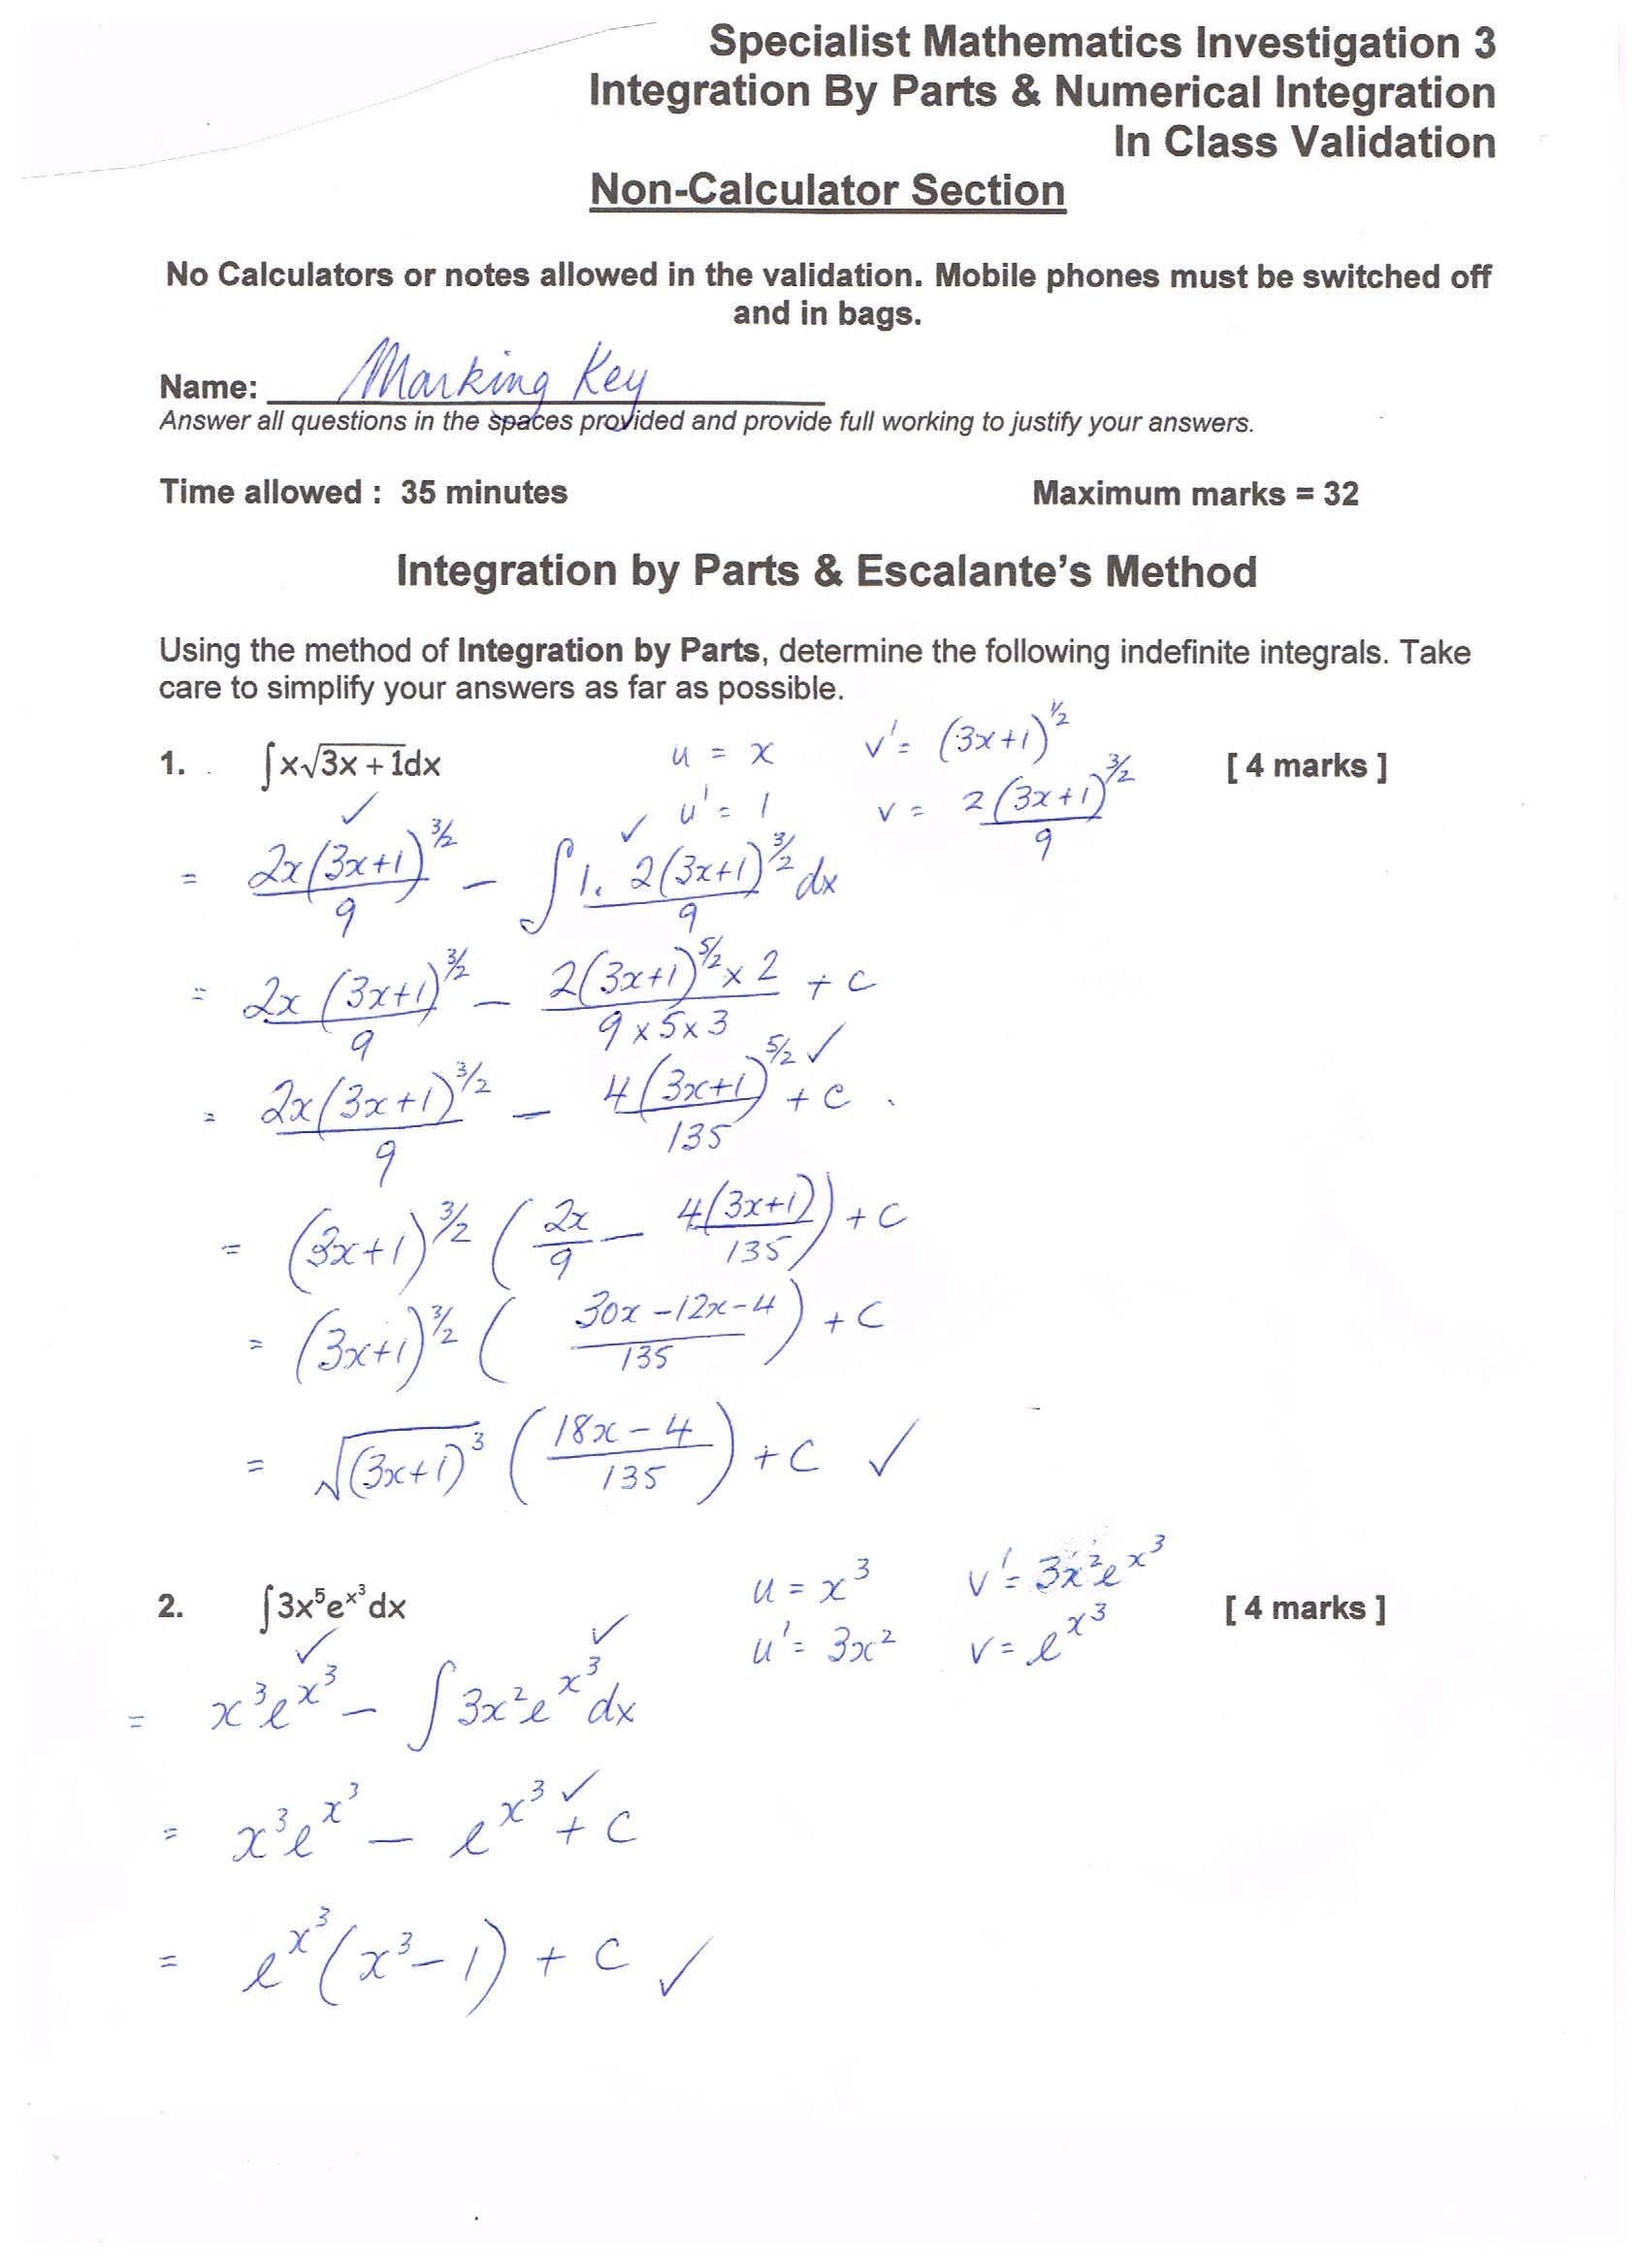 Specialist Mathematics Investigation 3
Integration By Parts & Numerical Integration
In Class Validation
Non-Calculator Section
No Calculators or notes allowed in the validation. Mobile phones must be switched off
and in bags.
Name: Marking Key
Answer all questions in the spaces provided and provide full working to justify your answers.
Time allowed : 35 minutes Maximum marks = 32
Integration by Parts & Escalante's Method
Using the method of Integration by Parts, determine the following indefinite integrals. Take
care to simplify your answers as far as possible.
1. ∫x√(3x + 1)dx u = x v' = (3x+1)^(1/2) [ 4 marks ]
✓ u' = 1 v = 2(3x+1)^(3/2)/9
= 2x(3x+1)^(3/2)/9 − ∫ 1. 2(3x+1)^(3/2)/9 dx ✓
= 2x(3x+1)^(3/2)/9 − 2(3x+1)^(5/2) × 2/(9 × 5 × 3) + c
= 2x(3x+1)^(3/2)/9 − 4(3x+1)^(5/2)/135 + c . ✓
= (3x+1)^(3/2) (2x/9 − 4(3x+1)/135) + c
= (3x+1)^(3/2) ((30x − 12x − 4)/135) + c
= √(3x+1)³ ((18x − 4)/135) + c ✓
2. ∫3x⁵e^(x³)dx u = x³ v' = 3x²e^(x³) [ 4 marks ]
✓ ✓ u' = 3x² v = e^(x³)
= x³e^(x³) − ∫ 3x²e^(x³) dx
= x³e^(x³) − e^(x³) + c ✓
= e^(x³)(x³ − 1) + c ✓